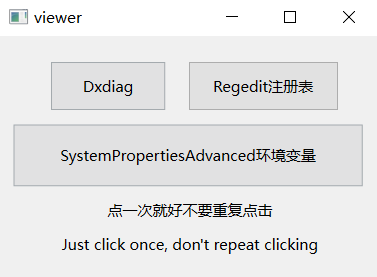 viewer
Dxdiag
Regedit注册表
SystemPropertiesAdvanced环境变量
点一次就好不要重复点击
Just click once, don't repeat clicking